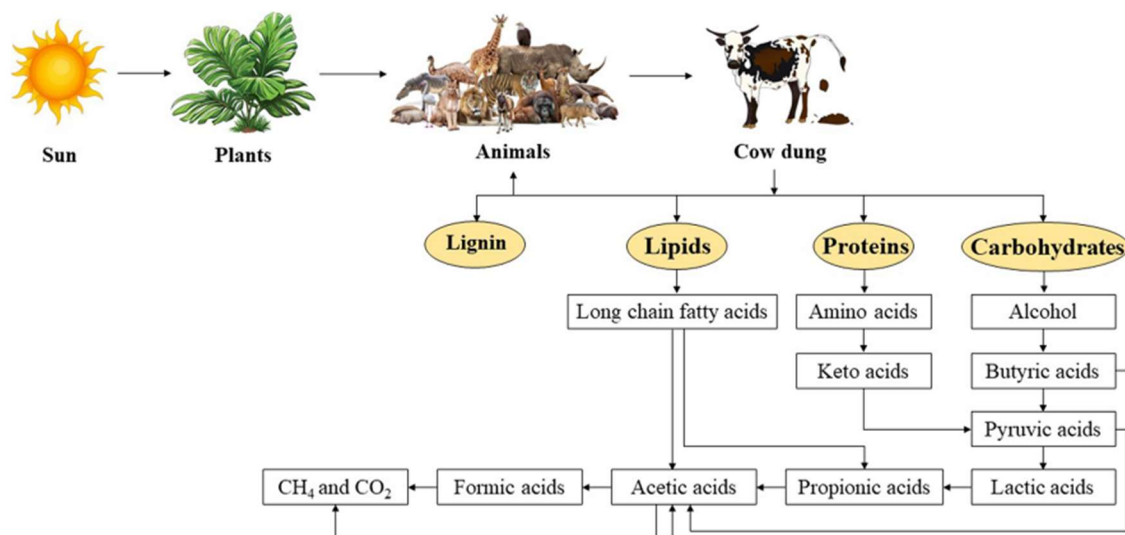 Sun
Plants
Animals
Cow dung
Lignin
Lipids
Proteins
Carbohydrates
Long chain fatty acids
Amino acids
Alcohol
Keto acids
Butyric acids
Pyruvic acids
CH₄ and CO₂
Formic acids
Acetic acids
Propionic acids
Lactic acids